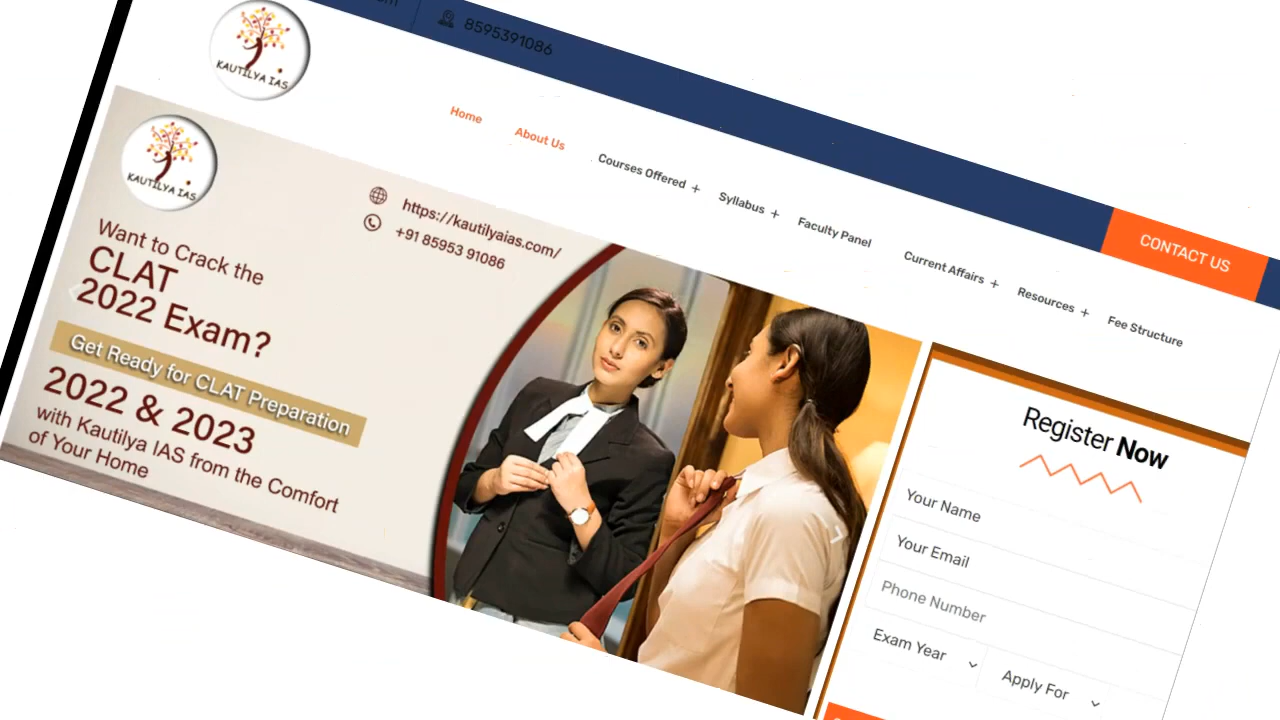 8595391086
KAUTILYA IAS
Home
About Us
Courses Offered +
Syllabus +
Faculty Panel
Current Affairs +
Resources +
Fee Structure
CONTACT US
KAUTILYA IAS
https://kautilyaias.com/
+91 85953 91086
Want to Crack the
CLAT
2022 Exam?
Get Ready for CLAT Preparation
2022 & 2023
with Kautilya IAS from the Comfort
of Your Home
Register Now
Your Name
Your Email
Phone Number
Exam Year
Apply For